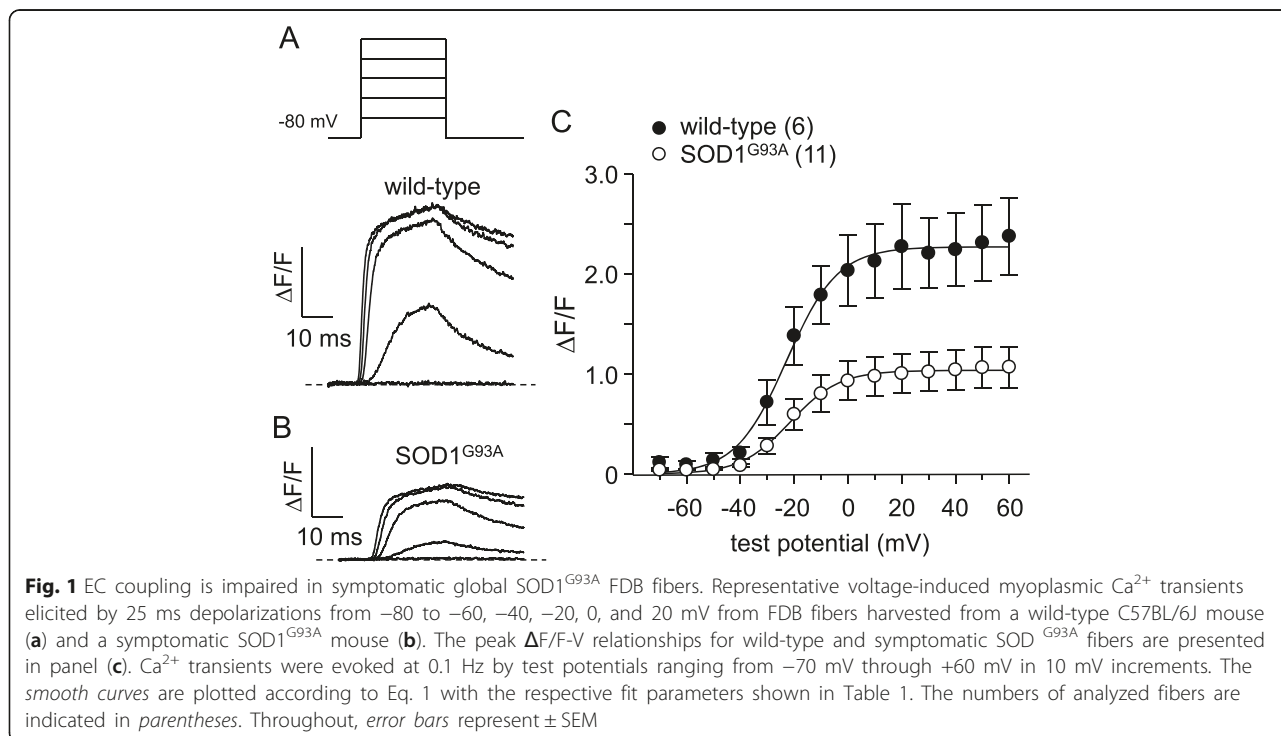 A
-80 mV
wild-type
ΔF/F
10 ms
B
SOD1G93A
ΔF/F
10 ms
C
wild-type (6)
SOD1G93A (11)
3.0
2.0
1.0
0
ΔF/F
-60 -40 -20 0 20 40 60
test potential (mV)
Fig. 1 EC coupling is impaired in symptomatic global SOD1G93A FDB fibers. Representative voltage-induced myoplasmic Ca2+ transients
elicited by 25 ms depolarizations from −80 to −60, −40, −20, 0, and 20 mV from FDB fibers harvested from a wild-type C57BL/6J mouse
(a) and a symptomatic SOD1G93A mouse (b). The peak ΔF/F-V relationships for wild-type and symptomatic SOD G93A fibers are presented
in panel (c). Ca2+ transients were evoked at 0.1 Hz by test potentials ranging from −70 mV through +60 mV in 10 mV increments. The
smooth curves are plotted according to Eq. 1 with the respective fit parameters shown in Table 1. The numbers of analyzed fibers are
indicated in parentheses. Throughout, error bars represent ± SEM